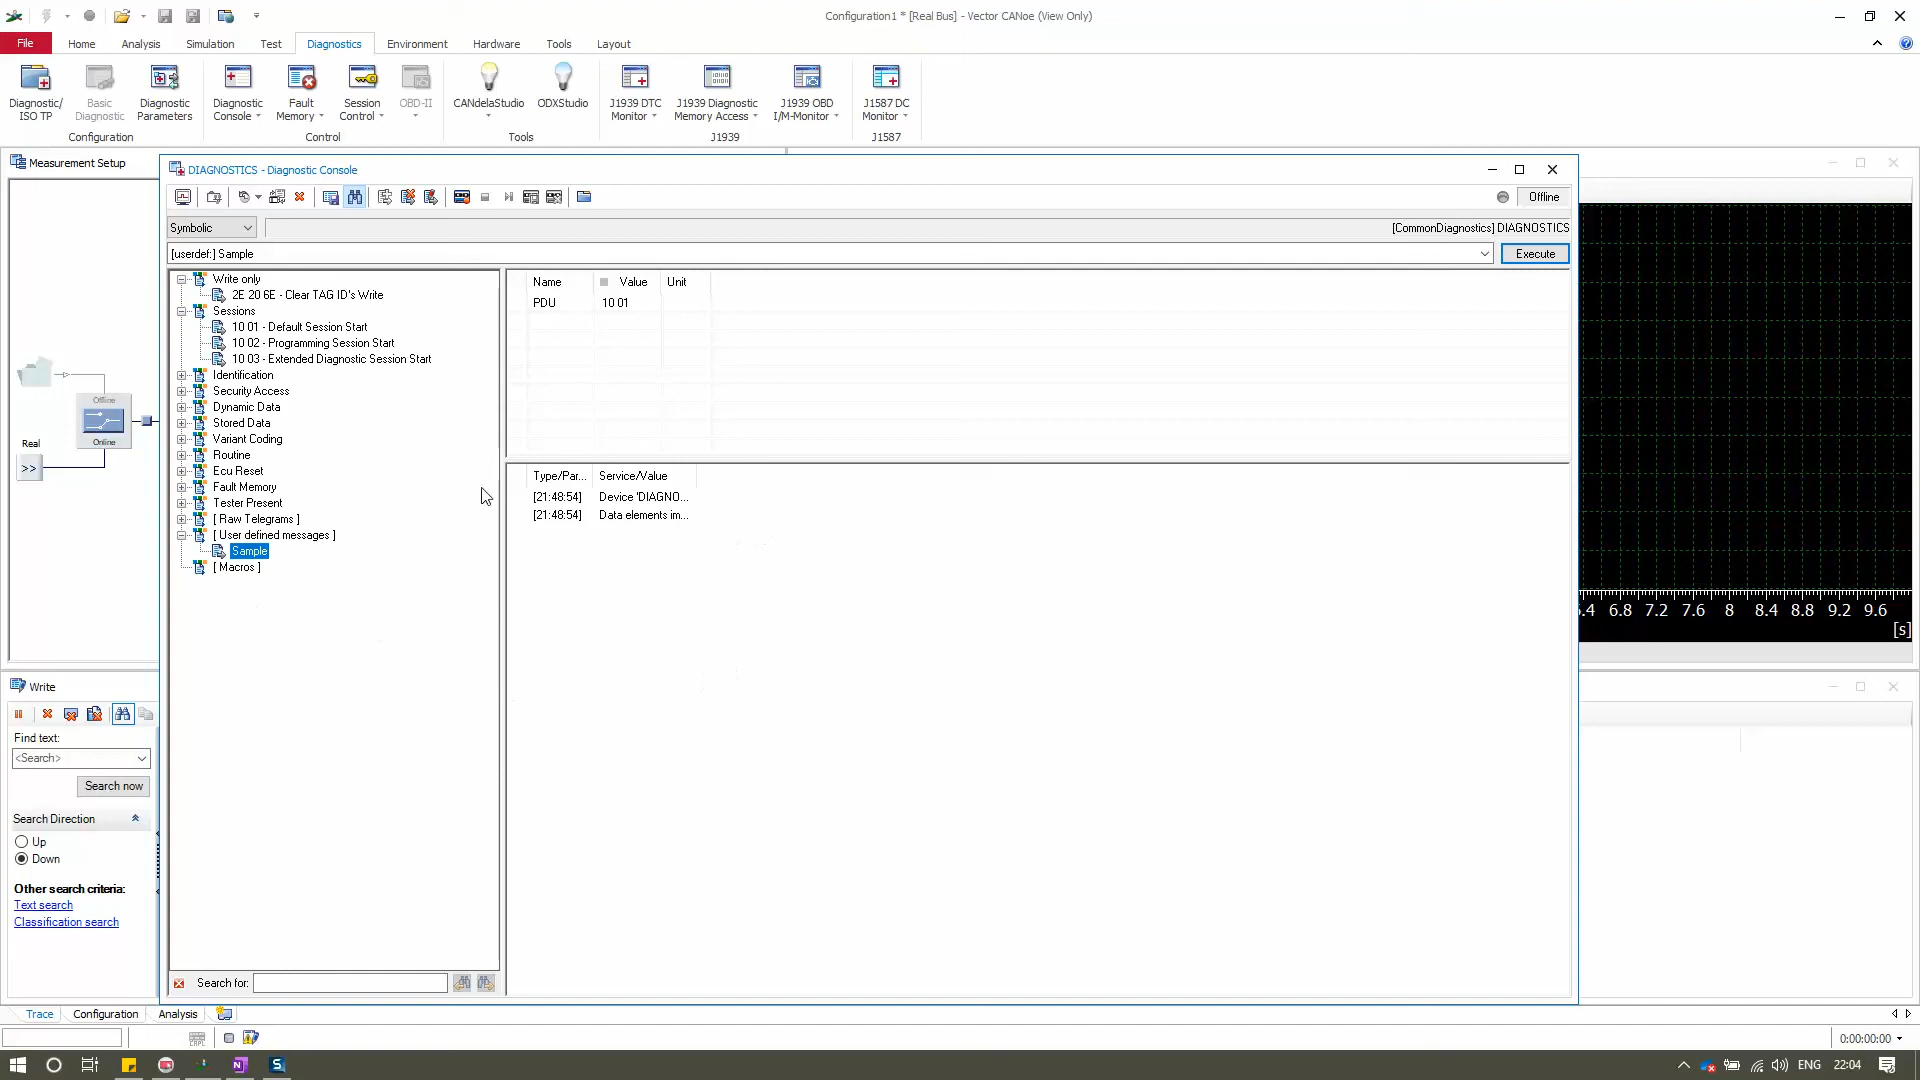 Configuration1 * [Real Bus] - Vector CANoe (View Only)
File Home Analysis Simulation Test Diagnostics Environment Hardware Tools Layout
Diagnostic/ ISO TP
Basic Diagnostic
Diagnostic Parameters
Diagnostic Console
Fault Memory
Session Control
OBD-II
CANdelaStudio
ODXStudio
J1939 DTC Monitor
J1939 Diagnostic Memory Access
J1939 OBD I/M-Monitor
J1587 DC Monitor
Configuration Control Tools J1939 J1587
Measurement Setup
DIAGNOSTICS - Diagnostic Console
Offline
Symbolic
[CommonDiagnostics] DIAGNOSTICS
[userdef:] Sample
Execute
Write only
2E 20 6E - Clear TAG ID's Write
Sessions
10 01 - Default Session Start
10 02 - Programming Session Start
10 03 - Extended Diagnostic Session Start
Identification
Security Access
Dynamic Data
Stored Data
Variant Coding
Routine
Ecu Reset
Fault Memory
Tester Present
[ Raw Telegrams ]
[ User defined messages ]
Sample
[ Macros ]
Search for:
Name Value Unit
PDU 10 01
Type/Par... Service/Value
[21:48:54] Device 'DIAGNO...
[21:48:54] Data elements im...
Offline
Online
Real
>>
.4 6.8 7.2 7.6 8 8.4 8.8 9.2 9.6
[s]
Write
Find text:
<Search>
Search now
Search Direction
Up
Down
Other search criteria:
Text search
Classification search
Trace Configuration Analysis
CAPL
0:00:00:00
ENG 22:04